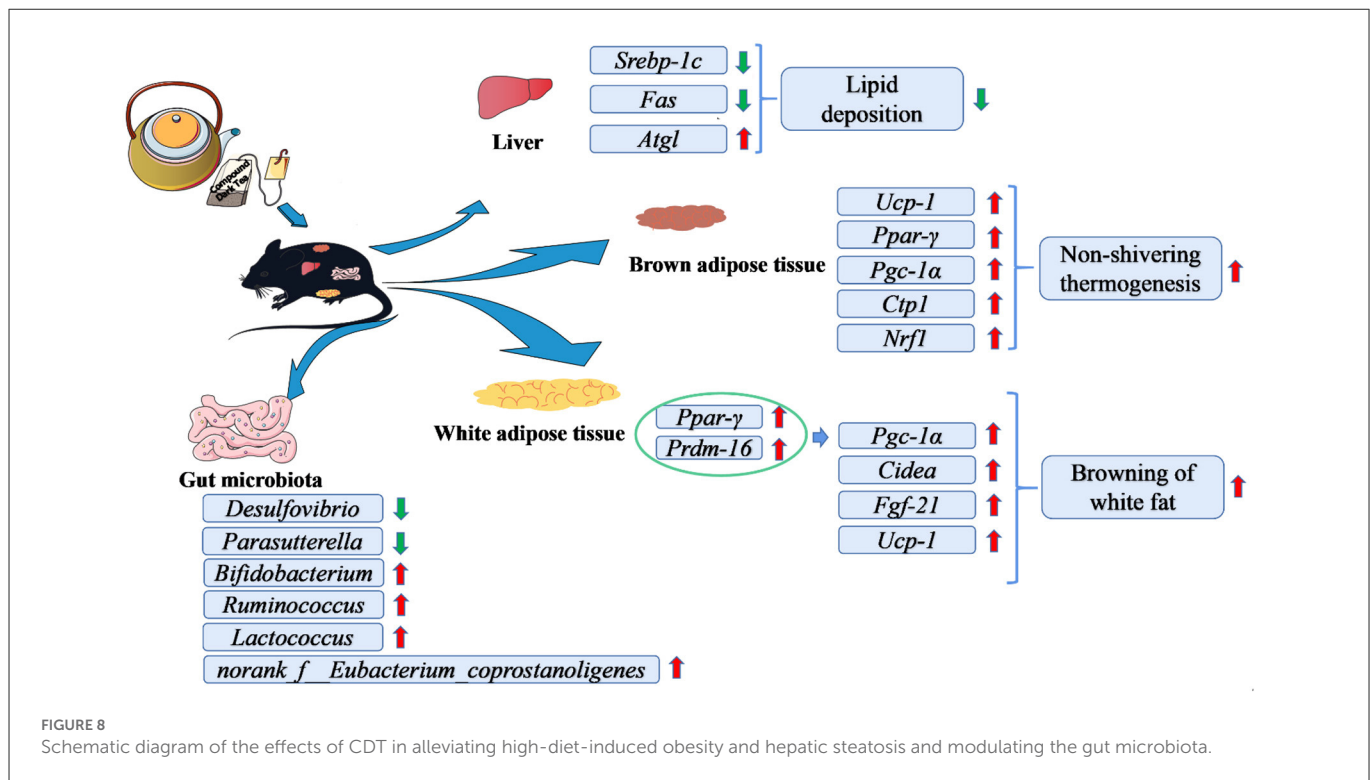 Compound
Dark Tea
Liver
Srebp-1c
Fas
Atgl
Lipid
deposition
Brown adipose tissue
Ucp-1
Ppar-γ
Pgc-1α
Ctp1
Nrf1
Non-shivering
thermogenesis
White adipose tissue
Ppar-γ
Prdm-16
Pgc-1α
Cidea
Fgf-21
Ucp-1
Browning of
white fat
Gut microbiota
Desulfovibrio
Parasutterella
Bifidobacterium
Ruminococcus
Lactococcus
norank_f__Eubacterium_coprostanoligenes
FIGURE 8
Schematic diagram of the effects of CDT in alleviating high-diet-induced obesity and hepatic steatosis and modulating the gut microbiota.